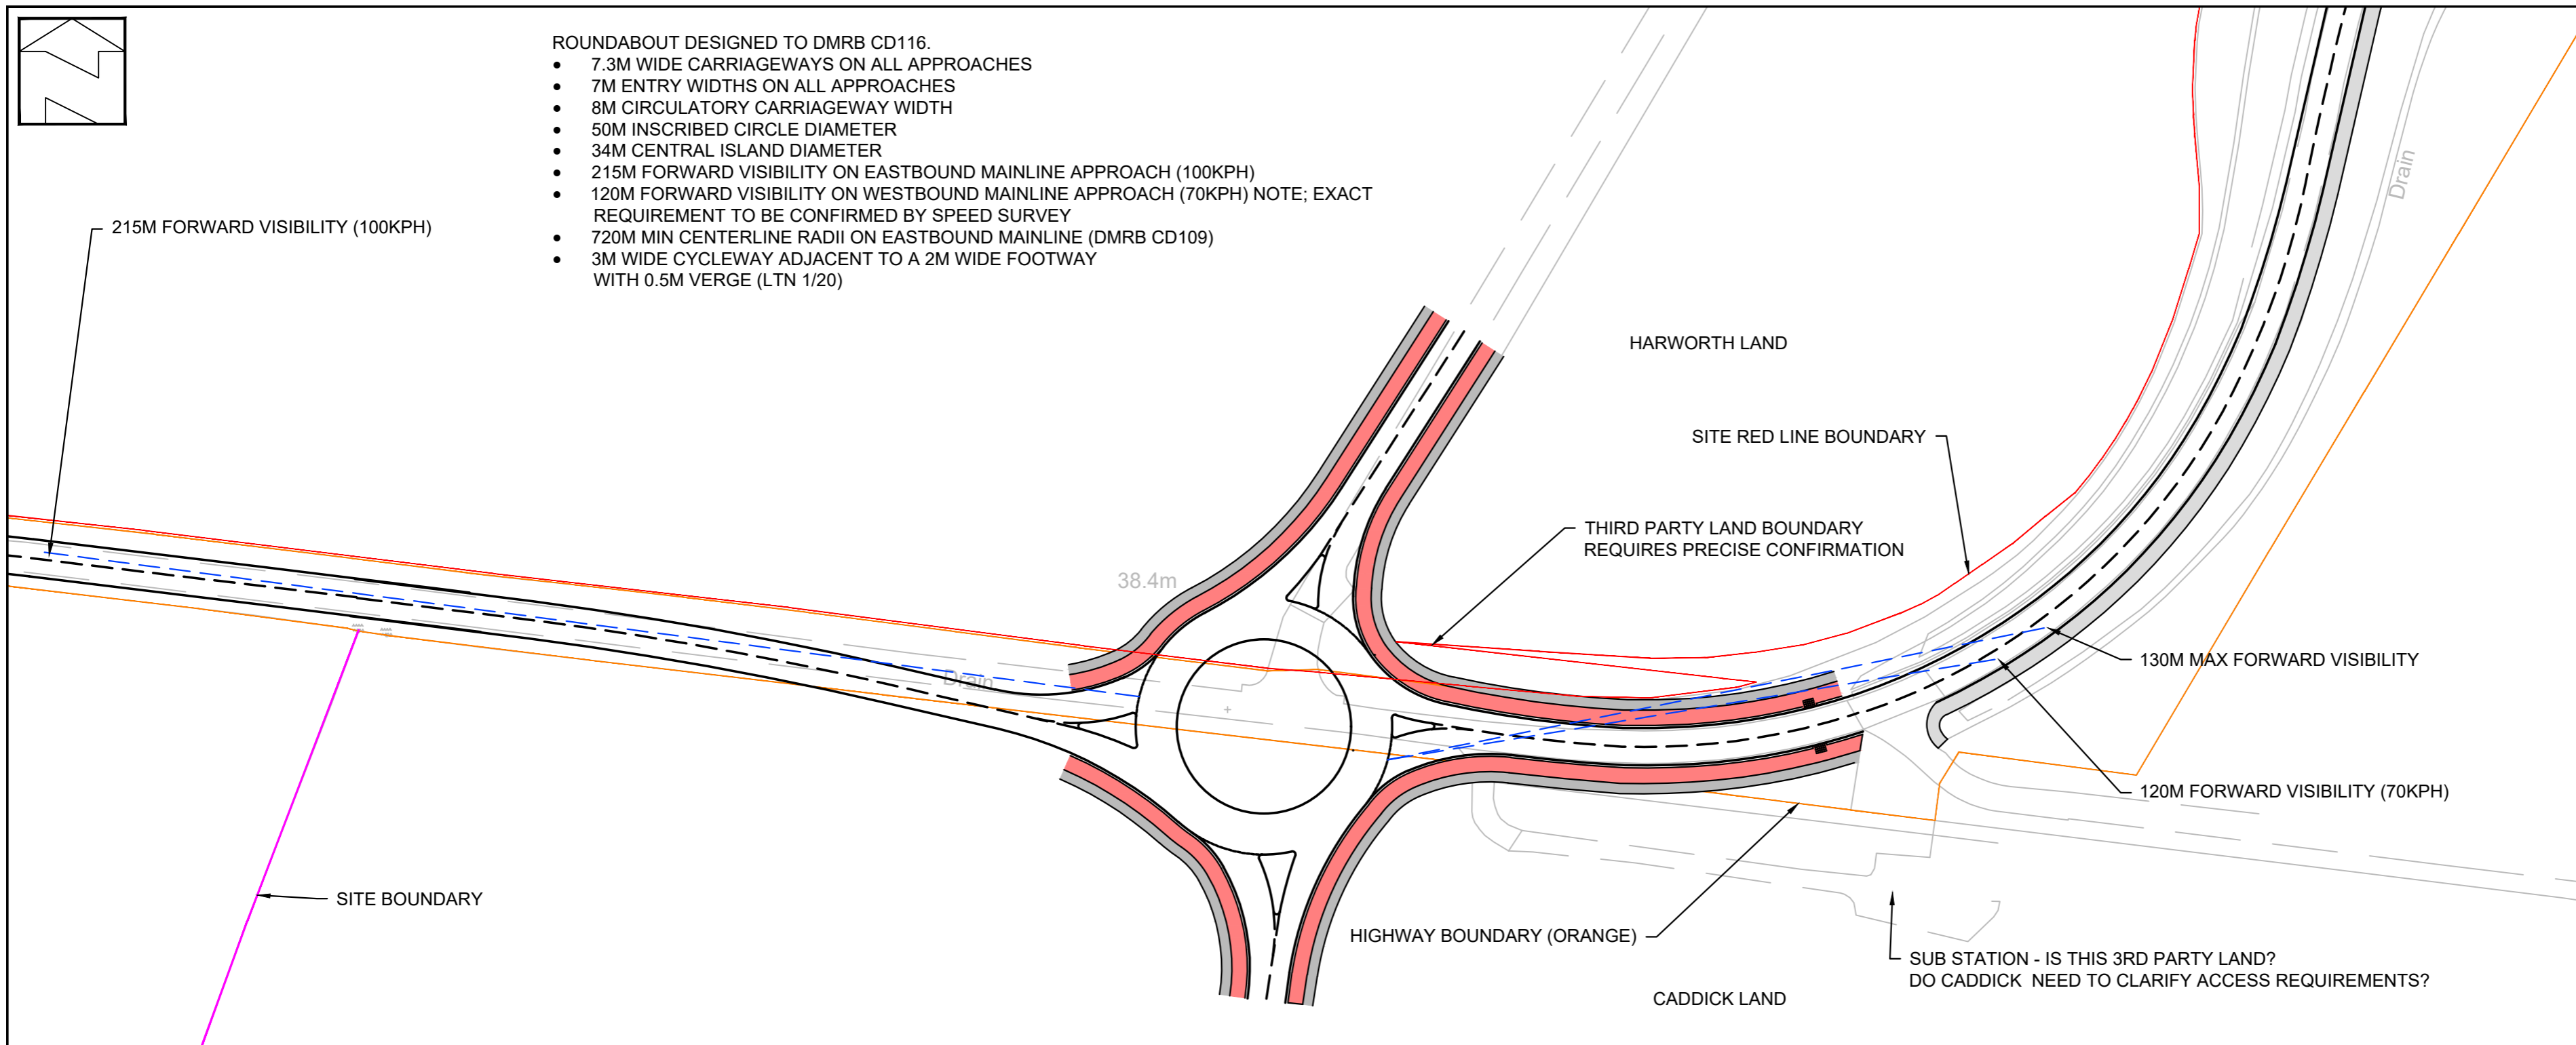 ROUNDABOUT DESIGNED TO DMRB CD116.
• 7.3M WIDE CARRIAGEWAYS ON ALL APPROACHES
• 7M ENTRY WIDTHS ON ALL APPROACHES
• 8M CIRCULATORY CARRIAGEWAY WIDTH
• 50M INSCRIBED CIRCLE DIAMETER
• 34M CENTRAL ISLAND DIAMETER
• 215M FORWARD VISIBILITY ON EASTBOUND MAINLINE APPROACH (100KPH)
• 120M FORWARD VISIBILITY ON WESTBOUND MAINLINE APPROACH (70KPH) NOTE; EXACT
REQUIREMENT TO BE CONFIRMED BY SPEED SURVEY
• 720M MIN CENTERLINE RADII ON EASTBOUND MAINLINE (DMRB CD109)
• 3M WIDE CYCLEWAY ADJACENT TO A 2M WIDE FOOTWAY
WITH 0.5M VERGE (LTN 1/20)
215M FORWARD VISIBILITY (100KPH)
Drain
HARWORTH LAND
SITE RED LINE BOUNDARY
THIRD PARTY LAND BOUNDARY
REQUIRES PRECISE CONFIRMATION
38.4m
Drain
130M MAX FORWARD VISIBILITY
120M FORWARD VISIBILITY (70KPH)
SITE BOUNDARY
HIGHWAY BOUNDARY (ORANGE)
SUB STATION - IS THIS 3RD PARTY LAND?
DO CADDICK NEED TO CLARIFY ACCESS REQUIREMENTS?
CADDICK LAND